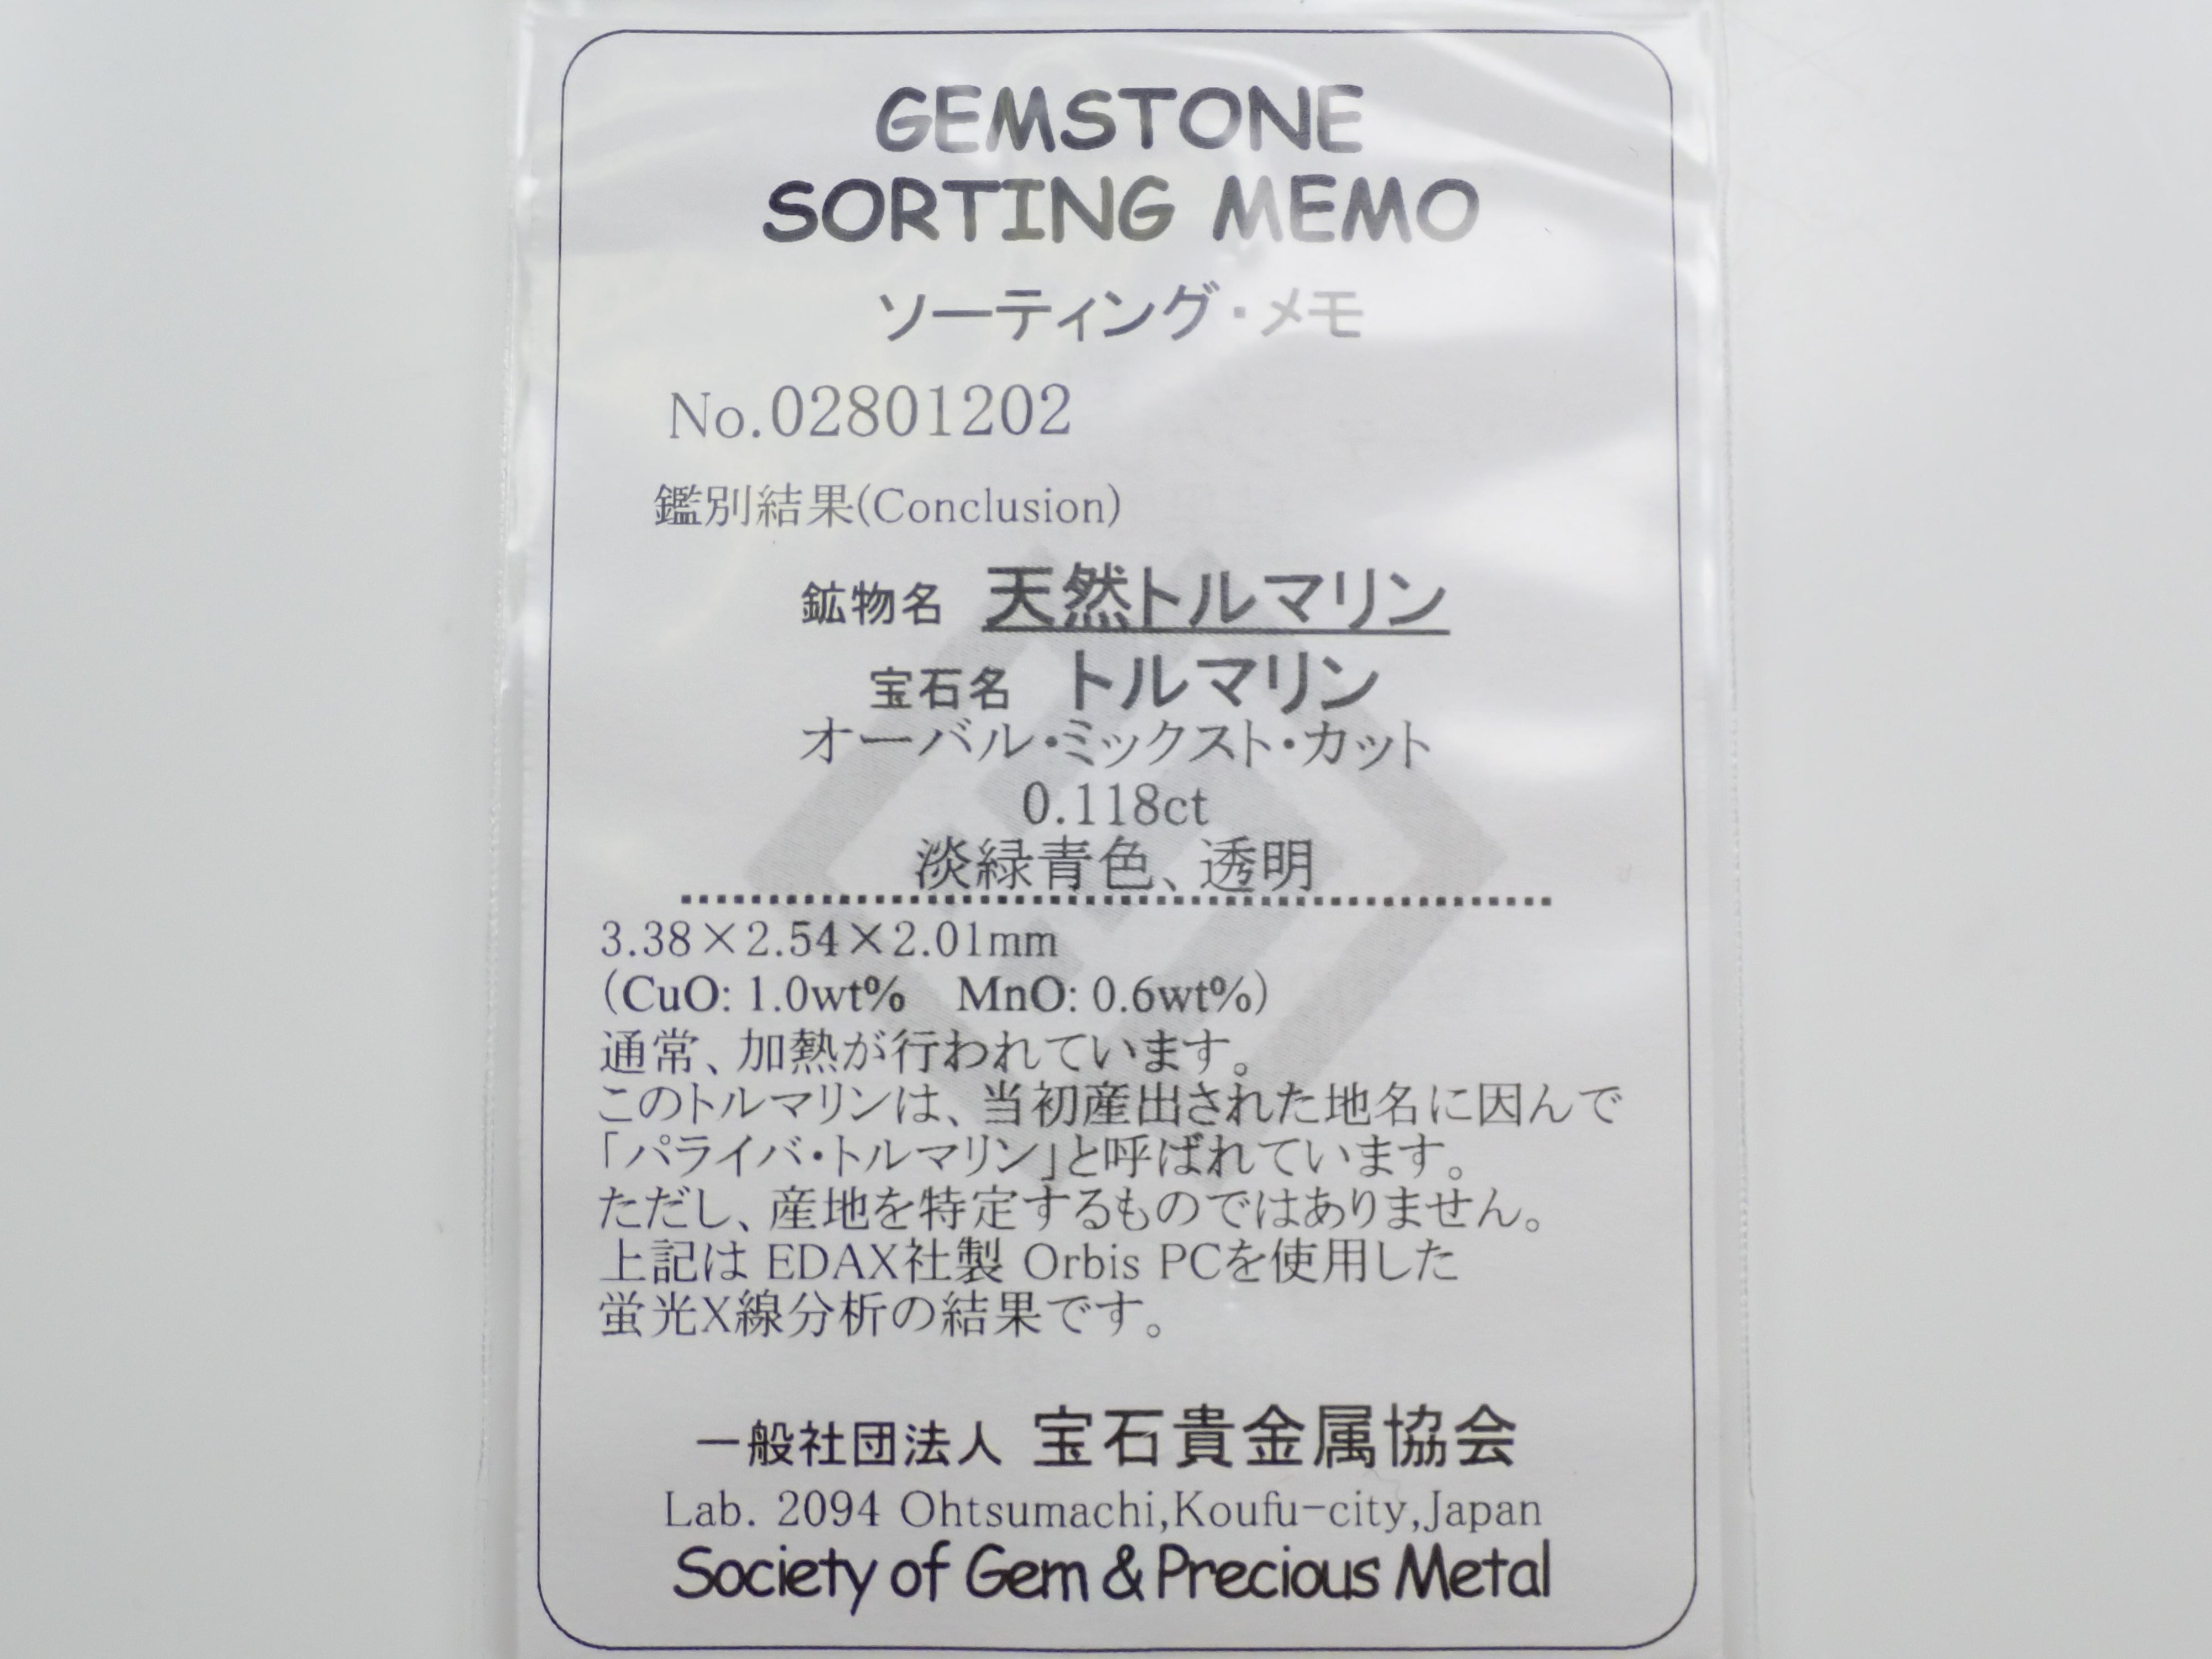 GEMSTONE
SORTING MEMO
ソーティング・メモ
No.02801202
鑑別結果(Conclusion)
鉱物名 天然トルマリン
宝石名 トルマリン
オーバル・ミックスト・カット
0.118ct
淡緑青色、透明
3.38×2.54×2.01mm
(CuO: 1.0wt% MnO: 0.6wt%)
通常、加熱が行われています。
このトルマリンは、当初産出された地名に因んで
「パライバ・トルマリン」と呼ばれています。
ただし、産地を特定するものではありません。
上記は EDAX社製 Orbis PCを使用した
蛍光X線分析の結果です。
一般社団法人 宝石貴金属協会
Lab. 2094 Ohtsumachi,Koufu-city,Japan
Society of Gem & Precious Metal